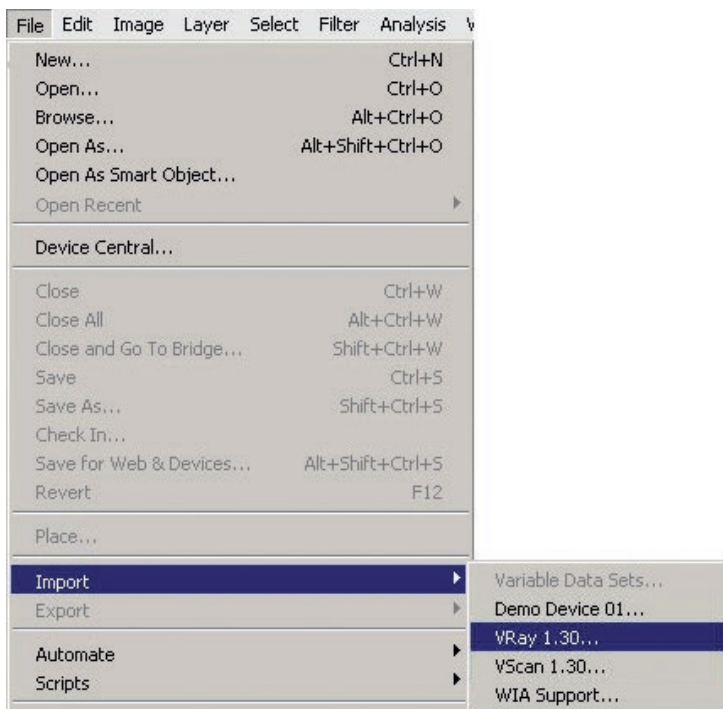 File Edit Image Layer Select Filter Analysis
New... Ctrl+N
Open... Ctrl+O
Browse... Alt+Ctrl+O
Open As... Alt+Shift+Ctrl+O
Open As Smart Object...
Open Recent
Device Central...
Close Ctrl+W
Close All Alt+Ctrl+W
Close and Go To Bridge... Shift+Ctrl+W
Save Ctrl+S
Save As... Shift+Ctrl+S
Check In...
Save for Web & Devices... Alt+Shift+Ctrl+S
Revert F12
Place...
Import
Export
Automate
Scripts
Variable Data Sets...
Demo Device 01...
VRay 1.30...
VScan 1.30...
WIA Support...